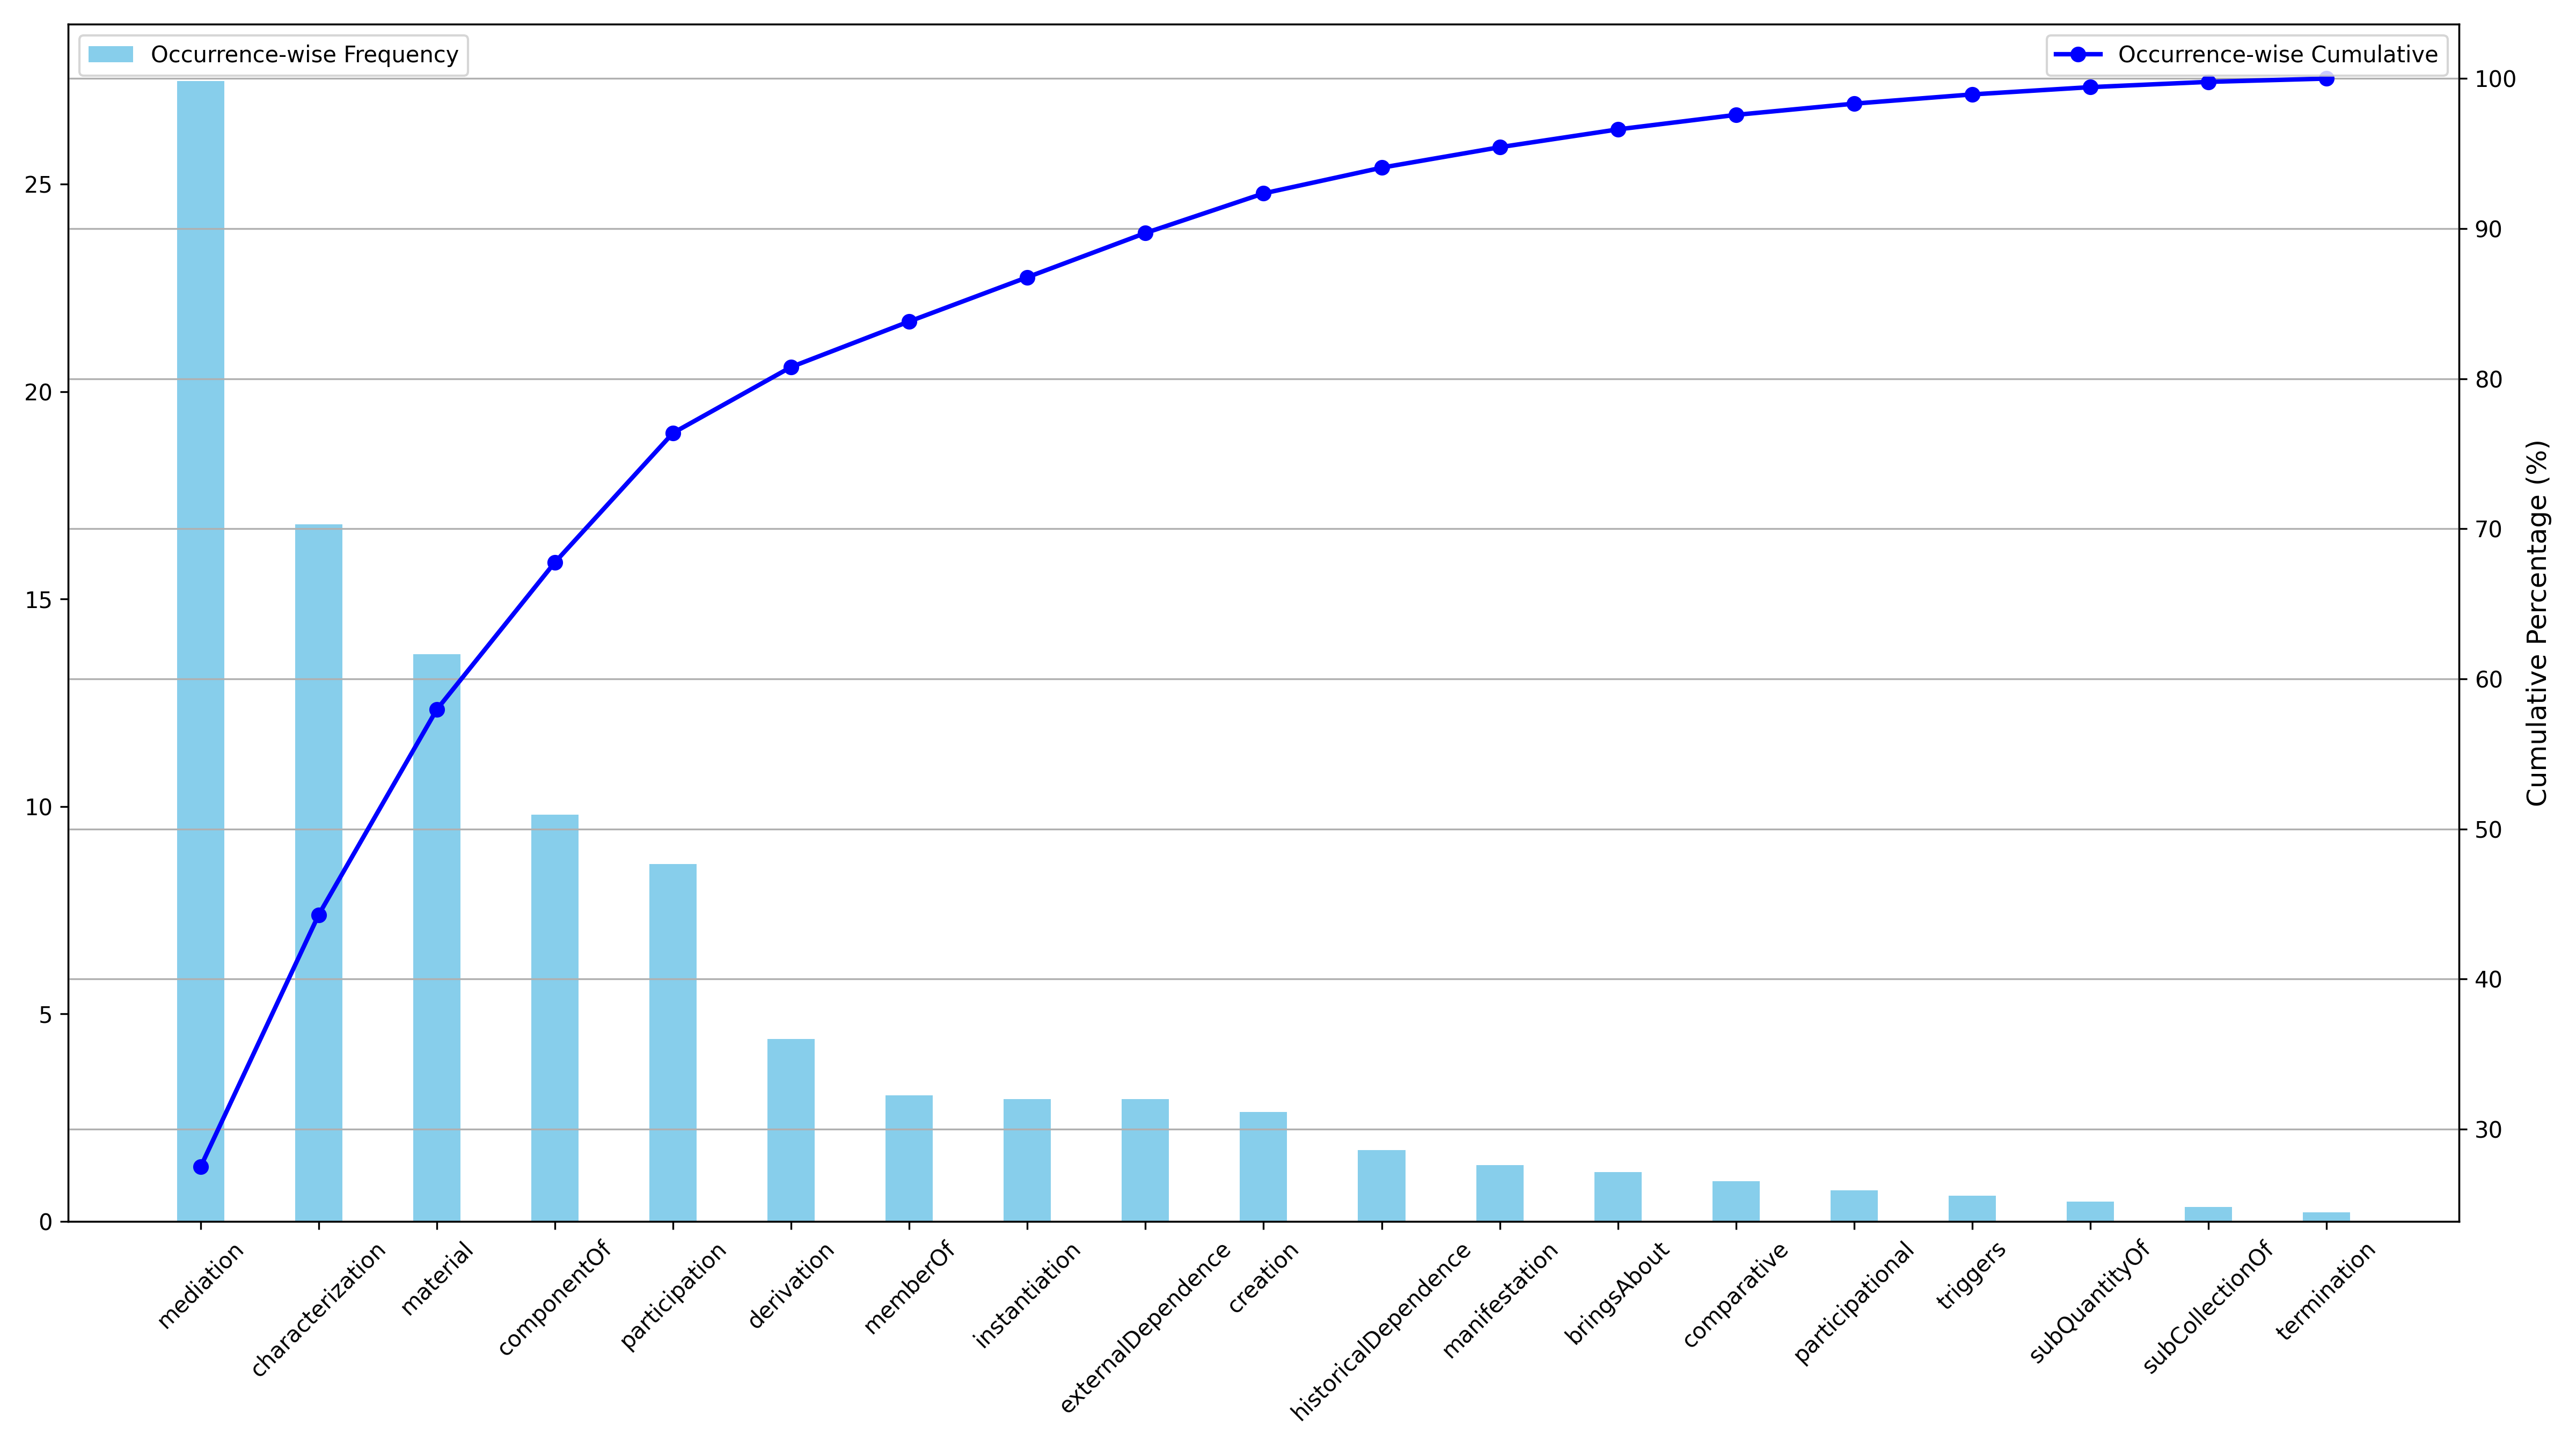 Occurrence-wise Frequency
Occurrence-wise Cumulative
25
20
15
10
5
0
100
90
80
70
60
50
40
30
Cumulative Percentage (%)
mediation
characterization
material
componentOf
participation
derivation
memberOf
instantiation
externalDependence
creation
historicalDependence
manifestation
bringsAbout
comparative
participational
triggers
subQuantityOf
subCollectionOf
termination